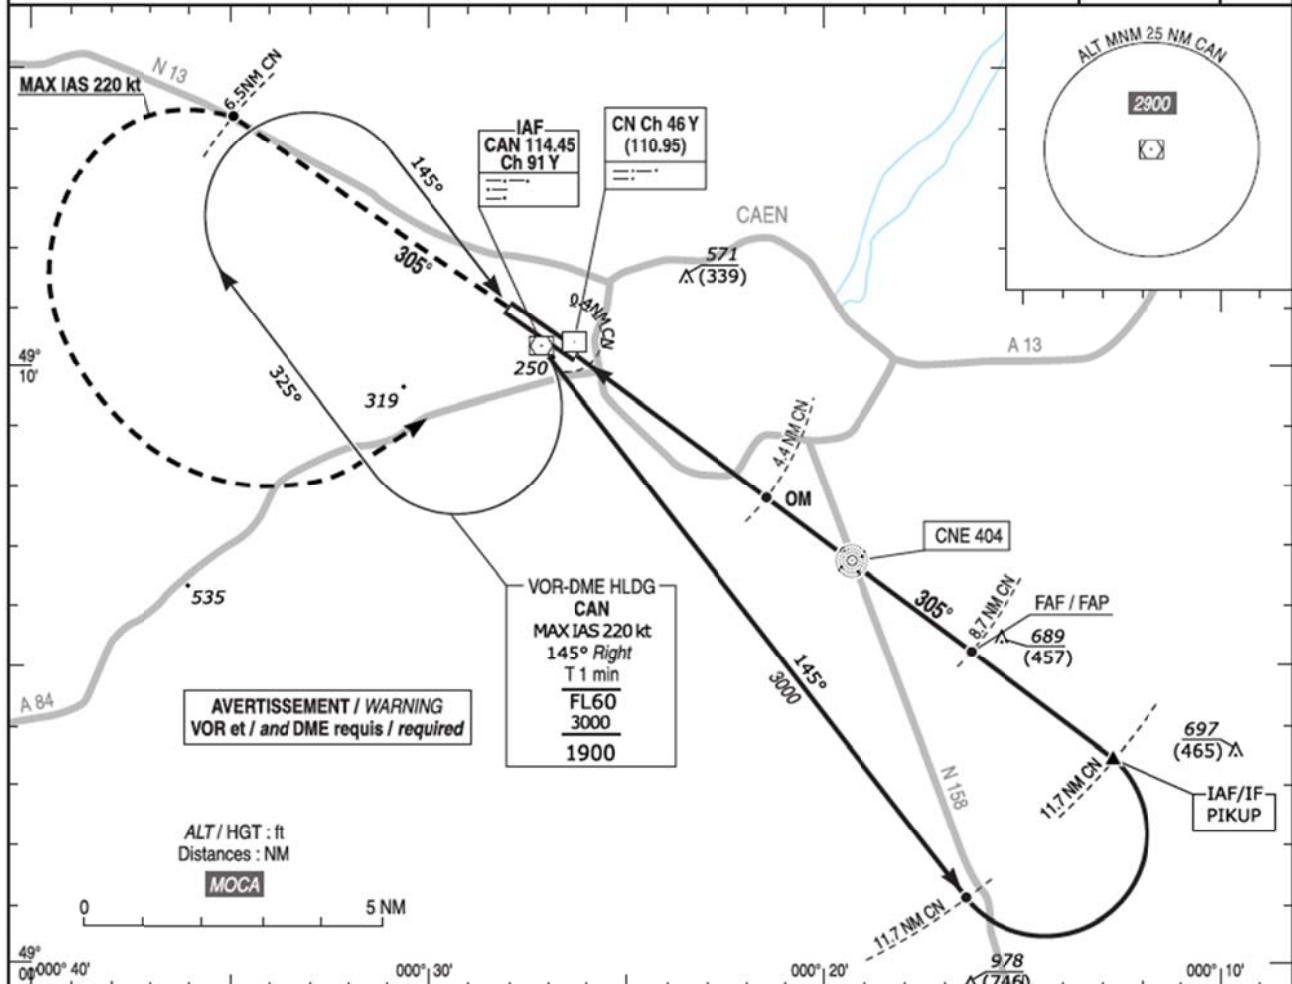 ALT MNM 25 NM CAN
2900
N 13
6.5NM CN
MAX IAS 220 kt
IAF
CAN 114.45
Ch 91 Y
CN Ch 46 Y
(110.95)
145°
305°
CAEN
571
(339)
0.4NM CN
A 13
49°
10'
250
325°
319
4.4 NM CN
OM
CNE 404
535
VOR-DME HLDG
CAN
MAX IAS 220 kt
145° Right
T 1 min
FL60
3000
1900
305°
8.7 NM CN
FAF / FAP
689
(457)
145°
3000
A 84
AVERTISSEMENT / WARNING
VOR et / and DME requis / required
697
(465)
11.7 NM CN
IAF/IF
PIKUP
N 158
ALT / HGT : ft
Distances : NM
MOCA
0
5 NM
11.7 NM CN
49°
00'
000° 40'
000° 30'
000° 20'
000° 10'
978
(746)